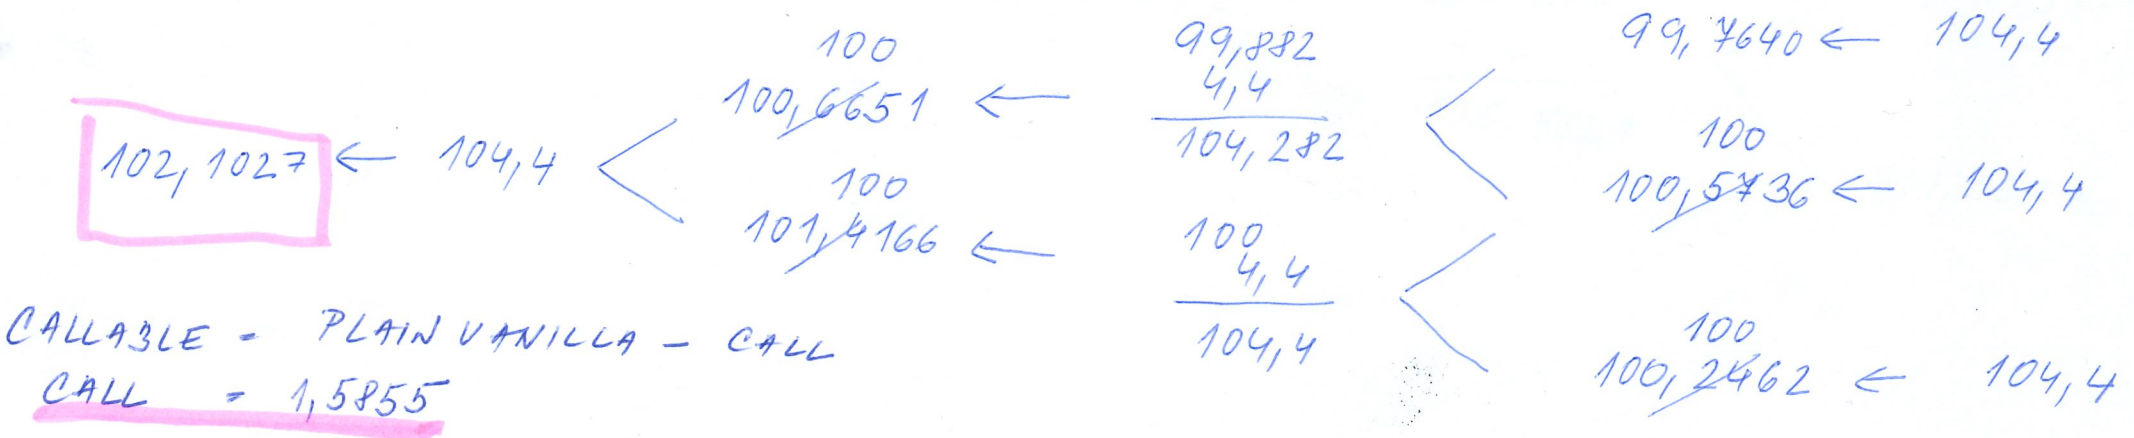 100 99,882 99,7640 ← 104,4
100,6651 ← 4,4
104,282 100
102,1027 ← 104,4 100 100,5736 ← 104,4
101,4166 ← 100
4,4
CALLABLE = PLAIN VANILLA - CALL 104,4 100
CALL = 1,5855 100,2462 ← 104,4